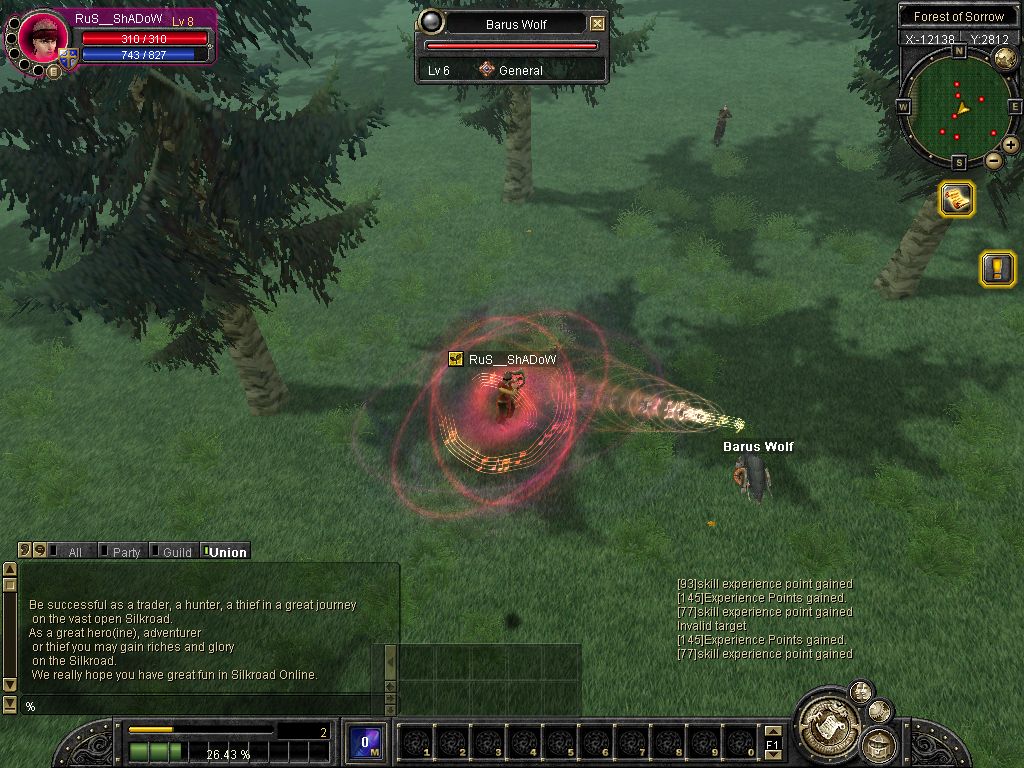 RuS__ShADoW Lv 8
310 / 310
743 / 827
B
Barus Wolf
Lv 6 General
Forest of Sorrow
X:-12138 Y:2812
N
W E
S
RuS__ShADoW
Barus Wolf
All Party Guild Union
Be successful as a trader, a hunter, a thief in a great journey
on the vast open Silkroad.
As a great hero(ine), adventurer
or thief you may gain riches and glory
on the Silkroad.
We really hope you have great fun in Silkroad Online.
%
[93]skill experience point gained
[145]Experience Points gained.
[77]skill experience point gained
Invalid target
[145]Experience Points gained.
[77]skill experience point gained
2
26.43 %
0
M
1 2 3 4 5 6 7 8 9 0
F1